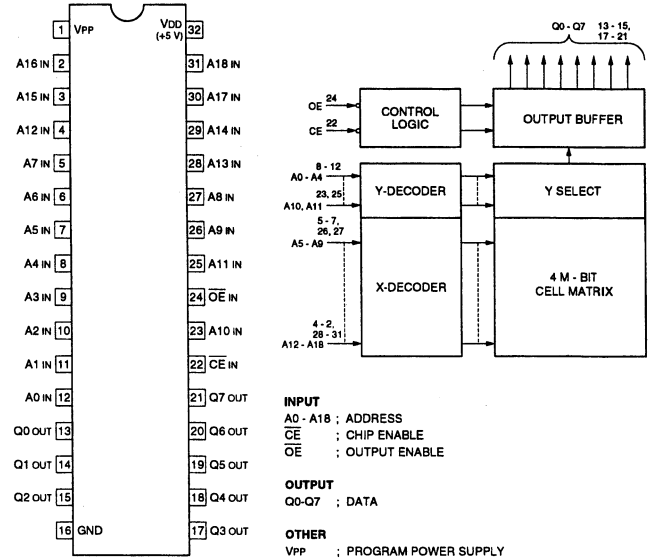 1 VPP
VDD 32
(+5 V)
A16 IN 2
31 A18 IN
A15 IN 3
30 A17 IN
A12 IN 4
29 A14 IN
A7 IN 5
28 A13 IN
A6 IN 6
27 A8 IN
A5 IN 7
26 A9 IN
A4 IN 8
25 A11 IN
A3 IN 9
24 OE IN
A2 IN 10
23 A10 IN
A1 IN 11
22 CE IN
A0 IN 12
21 Q7 OUT
Q0 OUT 13
20 Q6 OUT
Q1 OUT 14
19 Q5 OUT
Q2 OUT 15
18 Q4 OUT
16 GND
17 Q3 OUT
Q0 - Q7
13 - 15,
17 - 21
OE 24
CE 22
CONTROL
LOGIC
OUTPUT BUFFER
8 - 12
A0 - A4
23, 25
A10, A11
Y-DECODER
Y SELECT
5 - 7,
26, 27
A5 - A9
X-DECODER
4 M - BIT
CELL MATRIX
4 - 2,
28 - 31
A12 - A18
INPUT
A0 - A18 ; ADDRESS
CE ; CHIP ENABLE
OE ; OUTPUT ENABLE
OUTPUT
Q0-Q7 ; DATA
OTHER
VPP ; PROGRAM POWER SUPPLY